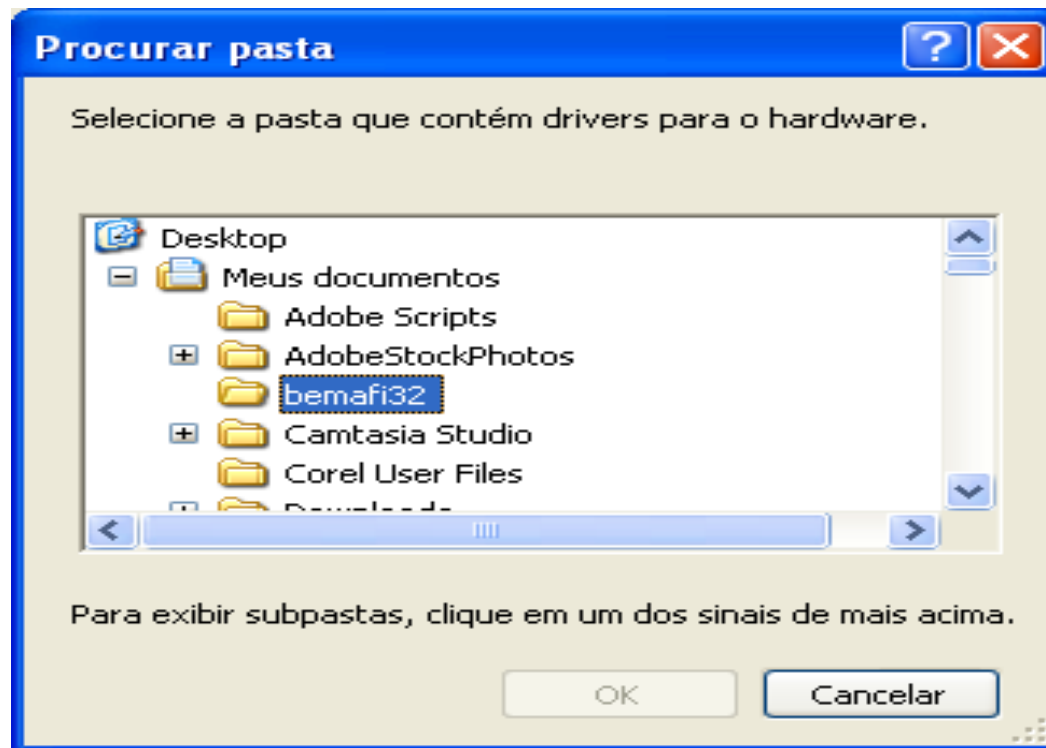 Procurar pasta
Selecione a pasta que contém drivers para o hardware.
Desktop
Meus documentos
Adobe Scripts
AdobeStockPhotos
bemafi32
Camtasia Studio
Corel User Files
Downloads
Para exibir subpastas, clique em um dos sinais de mais acima.
OK
Cancelar